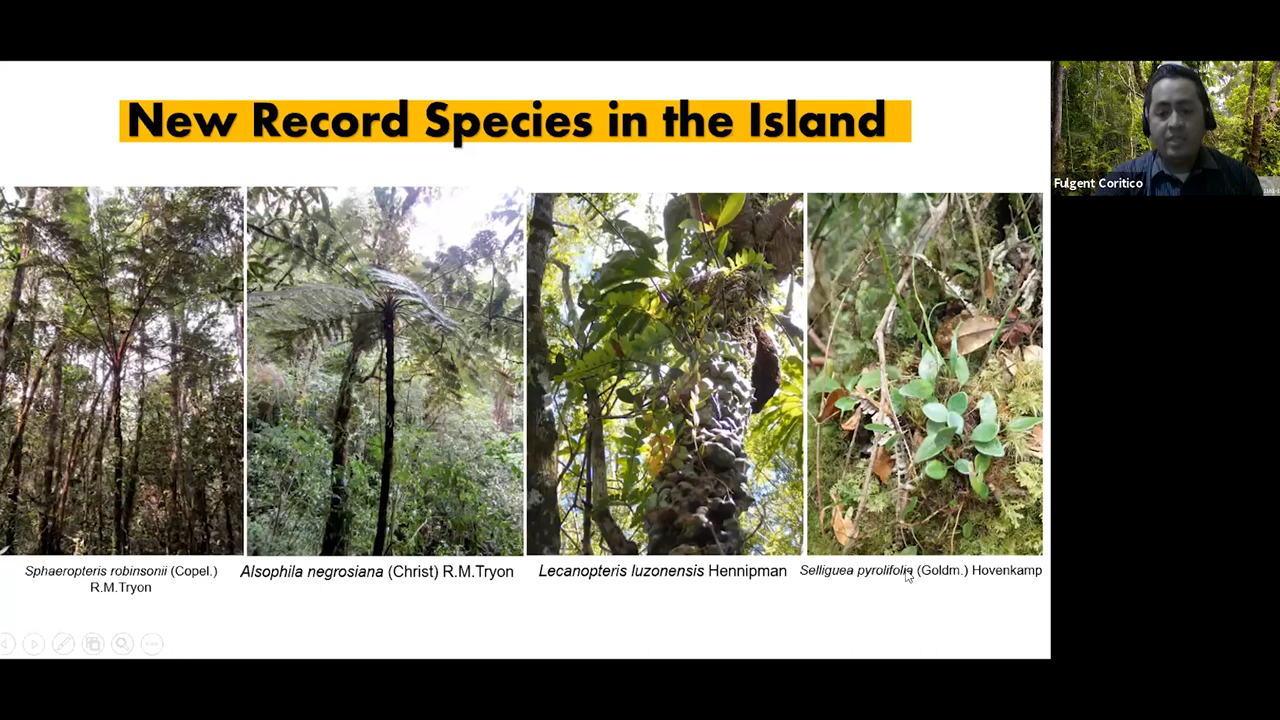 New Record Species in the Island
Fulgent Coritico
Sphaeropteris robinsonii (Copel.)
R.M.Tryon
Alsophila negrosiana (Christ) R.M.Tryon
Lecanopteris luzonensis Hennipman
Selliguea pyrolifolia (Goldm.) Hovenkamp